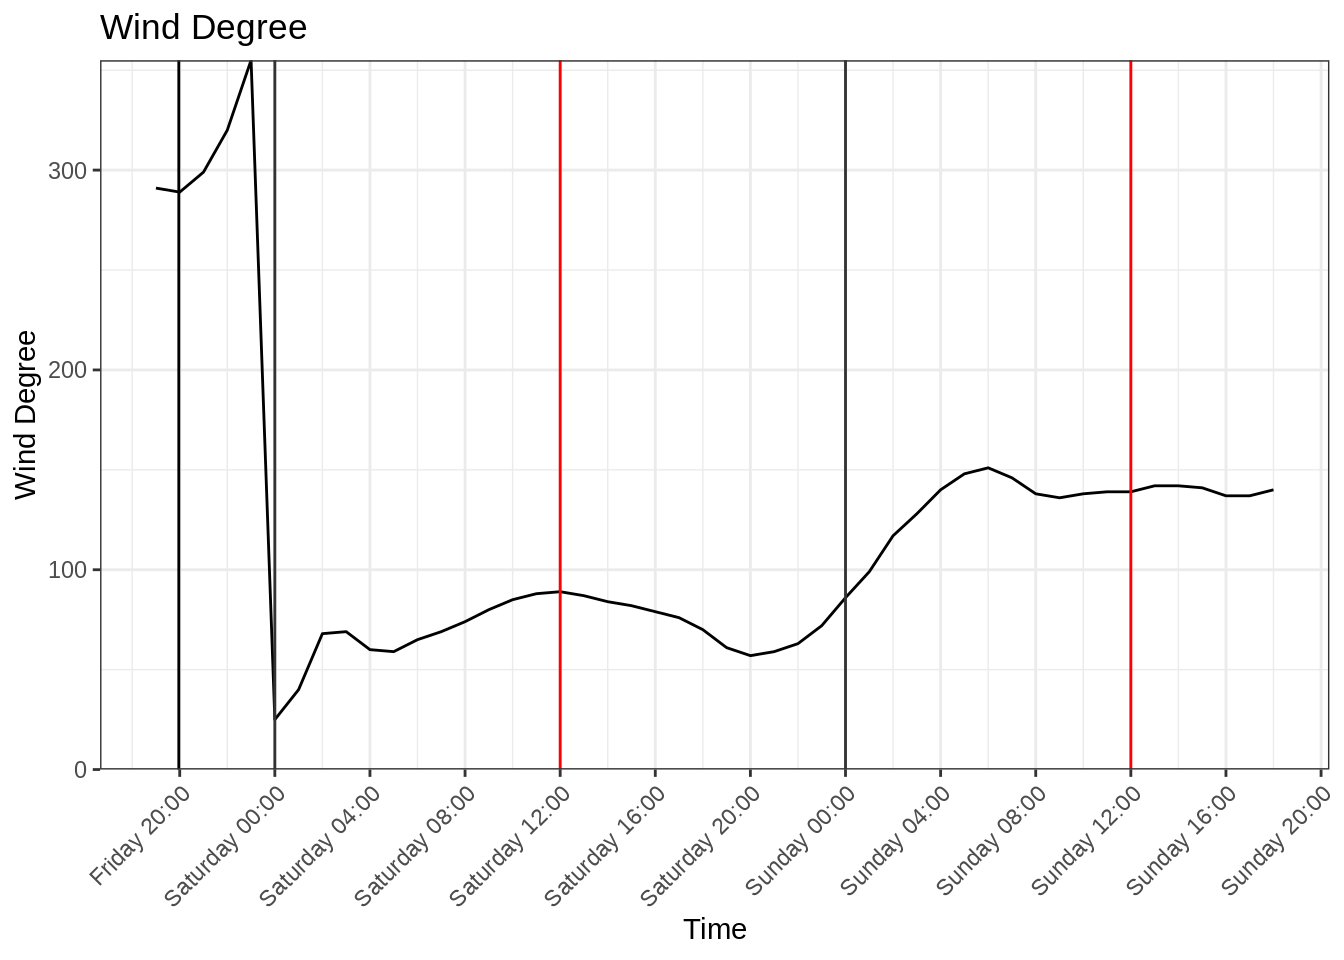 Wind Degree
Wind Degree
300
200
100
0
Friday 20:00
Saturday 00:00
Saturday 04:00
Saturday 08:00
Saturday 12:00
Saturday 16:00
Saturday 20:00
Sunday 00:00
Sunday 04:00
Sunday 08:00
Sunday 12:00
Sunday 16:00
Sunday 20:00
Time